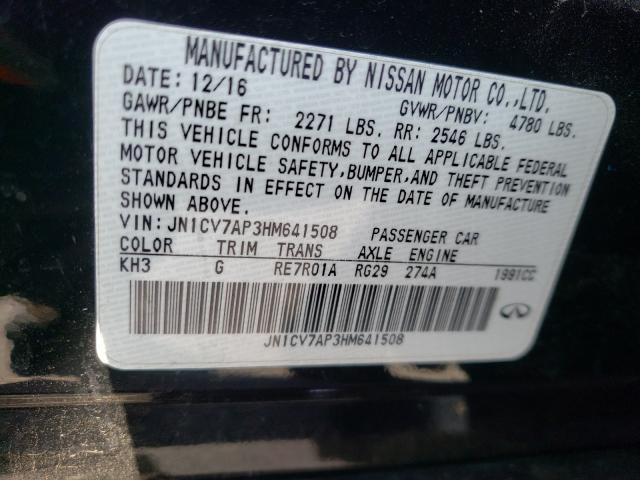 MANUFACTURED BY NISSAN MOTOR CO.,LTD.
DATE: 12/16 GVWR/PNBV: 4780 LBS.
GAWR/PNBE FR: 2271 LBS. RR: 2546 LBS.
THIS VEHICLE CONFORMS TO ALL APPLICABLE FEDERAL
MOTOR VEHICLE SAFETY,BUMPER,AND THEFT PREVENTION
STANDARDS IN EFFECT ON THE DATE OF MANUFACTURE
SHOWN ABOVE.
VIN: JN1CV7AP3HM641508 PASSENGER CAR
COLOR TRIM TRANS AXLE ENGINE
KH3 G RE7R01A RG29 274A 1991CC
JN1CV7AP3HM641508